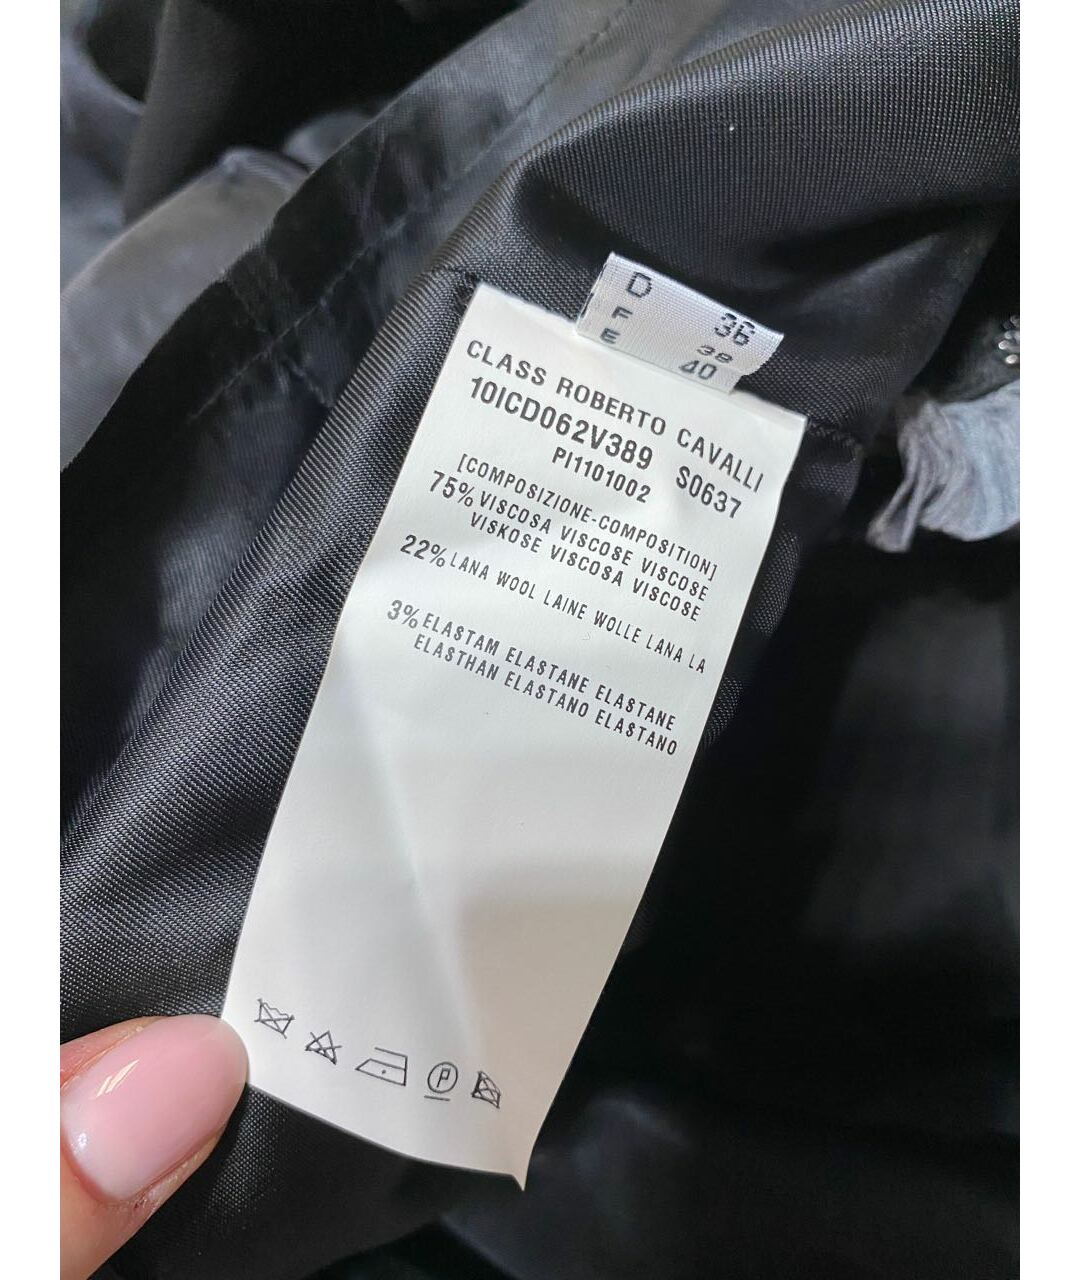 D 36
F 38
E 40
CLASS ROBERTO CAVALLI
10ICD062V389 S0637
PI1101002
[COMPOSIZIONE-COMPOSITION]
75% VISCOSA VISCOSE VISCOSE
VISKOSE VISCOSA VISCOSE
22% LANA WOOL LAINE WOLLE LANA LA
3% ELASTAM ELASTANE ELASTANE
ELASTHAN ELASTANO ELASTANO
P